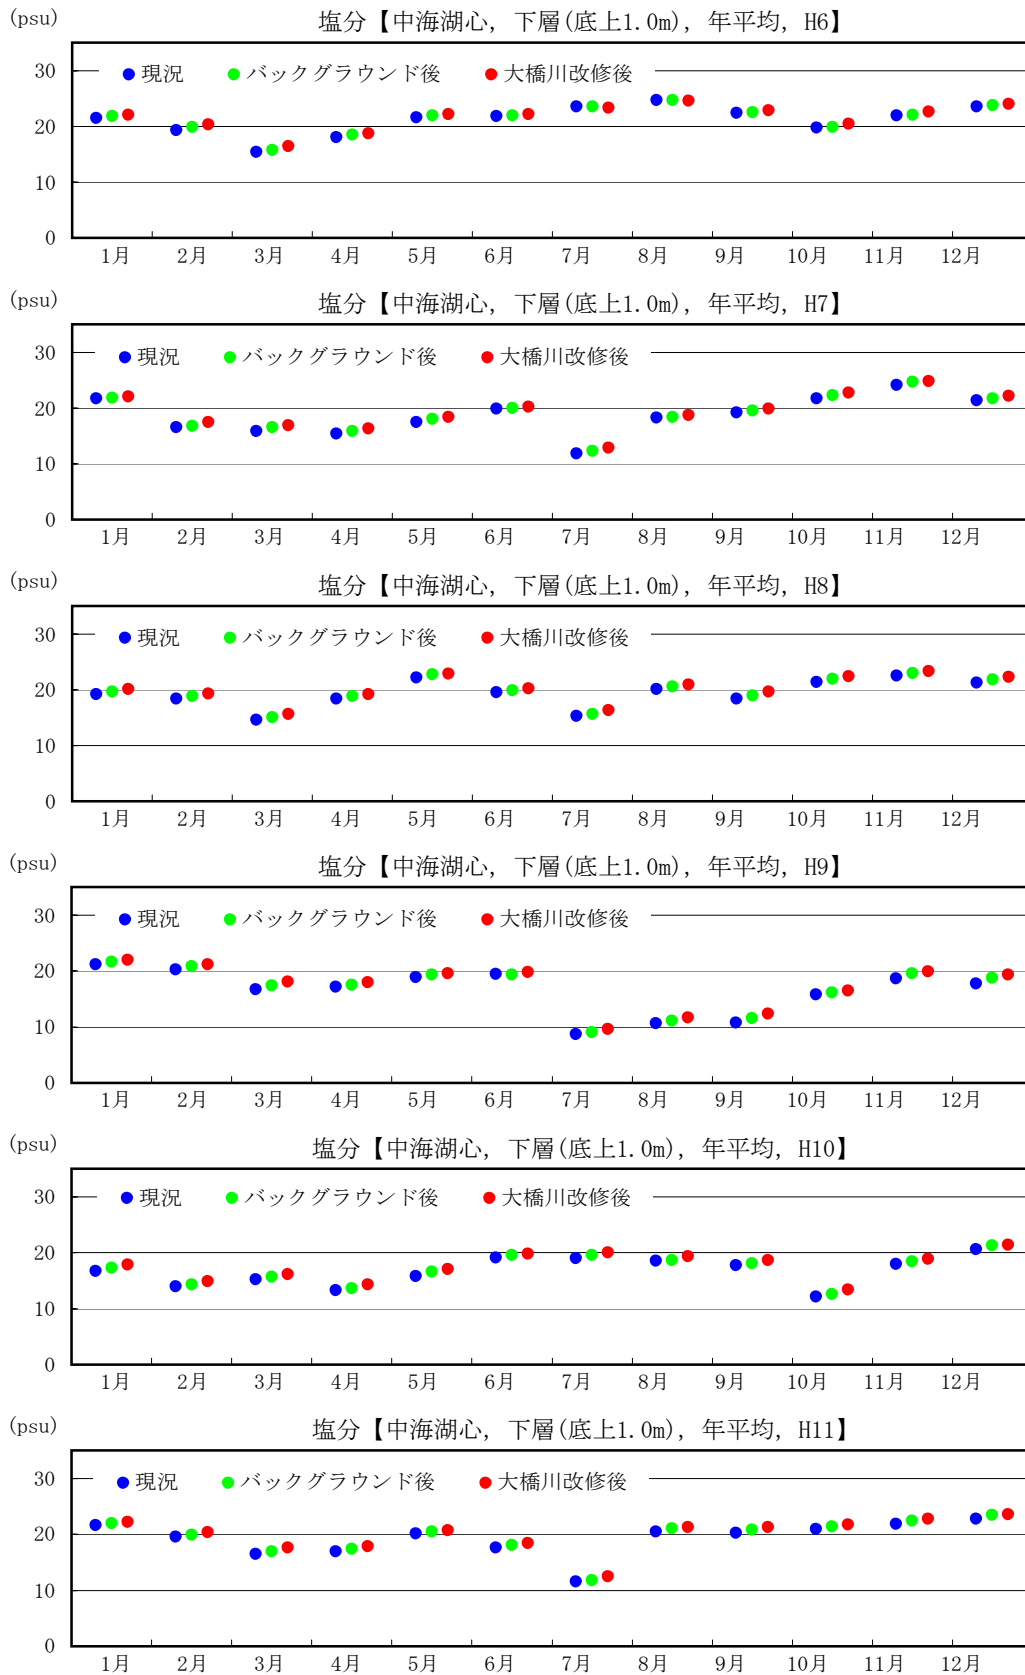 (psu) 塩分【中海湖心, 下層(底上1.0m), 年平均, H6】
30
現況 バックグラウンド後 大橋川改修後
20
10
0
1月 2月 3月 4月 5月 6月 7月 8月 9月 10月 11月 12月
(psu) 塩分【中海湖心, 下層(底上1.0m), 年平均, H7】
30
現況 バックグラウンド後 大橋川改修後
20
10
0
1月 2月 3月 4月 5月 6月 7月 8月 9月 10月 11月 12月
(psu) 塩分【中海湖心, 下層(底上1.0m), 年平均, H8】
30
現況 バックグラウンド後 大橋川改修後
20
10
0
1月 2月 3月 4月 5月 6月 7月 8月 9月 10月 11月 12月
(psu) 塩分【中海湖心, 下層(底上1.0m), 年平均, H9】
30
現況 バックグラウンド後 大橋川改修後
20
10
0
1月 2月 3月 4月 5月 6月 7月 8月 9月 10月 11月 12月
(psu) 塩分【中海湖心, 下層(底上1.0m), 年平均, H10】
30
現況 バックグラウンド後 大橋川改修後
20
10
0
1月 2月 3月 4月 5月 6月 7月 8月 9月 10月 11月 12月
(psu) 塩分【中海湖心, 下層(底上1.0m), 年平均, H11】
30
現況 バックグラウンド後 大橋川改修後
20
10
0
1月 2月 3月 4月 5月 6月 7月 8月 9月 10月 11月 12月